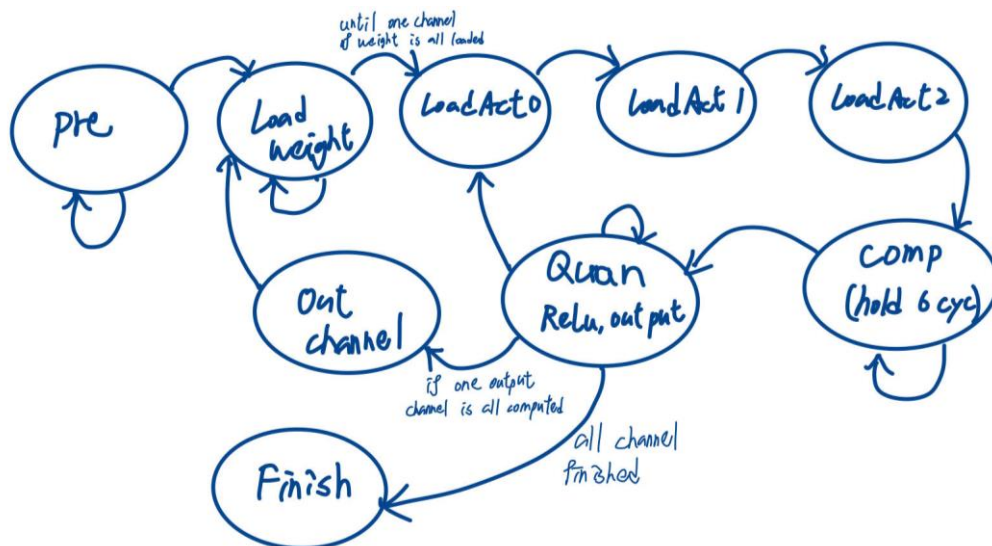 until one channel
if weight is all loaded
Pre
Load
weight
LoadAct0
LoadAct1
LoadAct2
Comp
(hold 6 cyc)
Quan
Relu, output
Out
channel
if one output
channel is all computed
all channel
finished
Finish